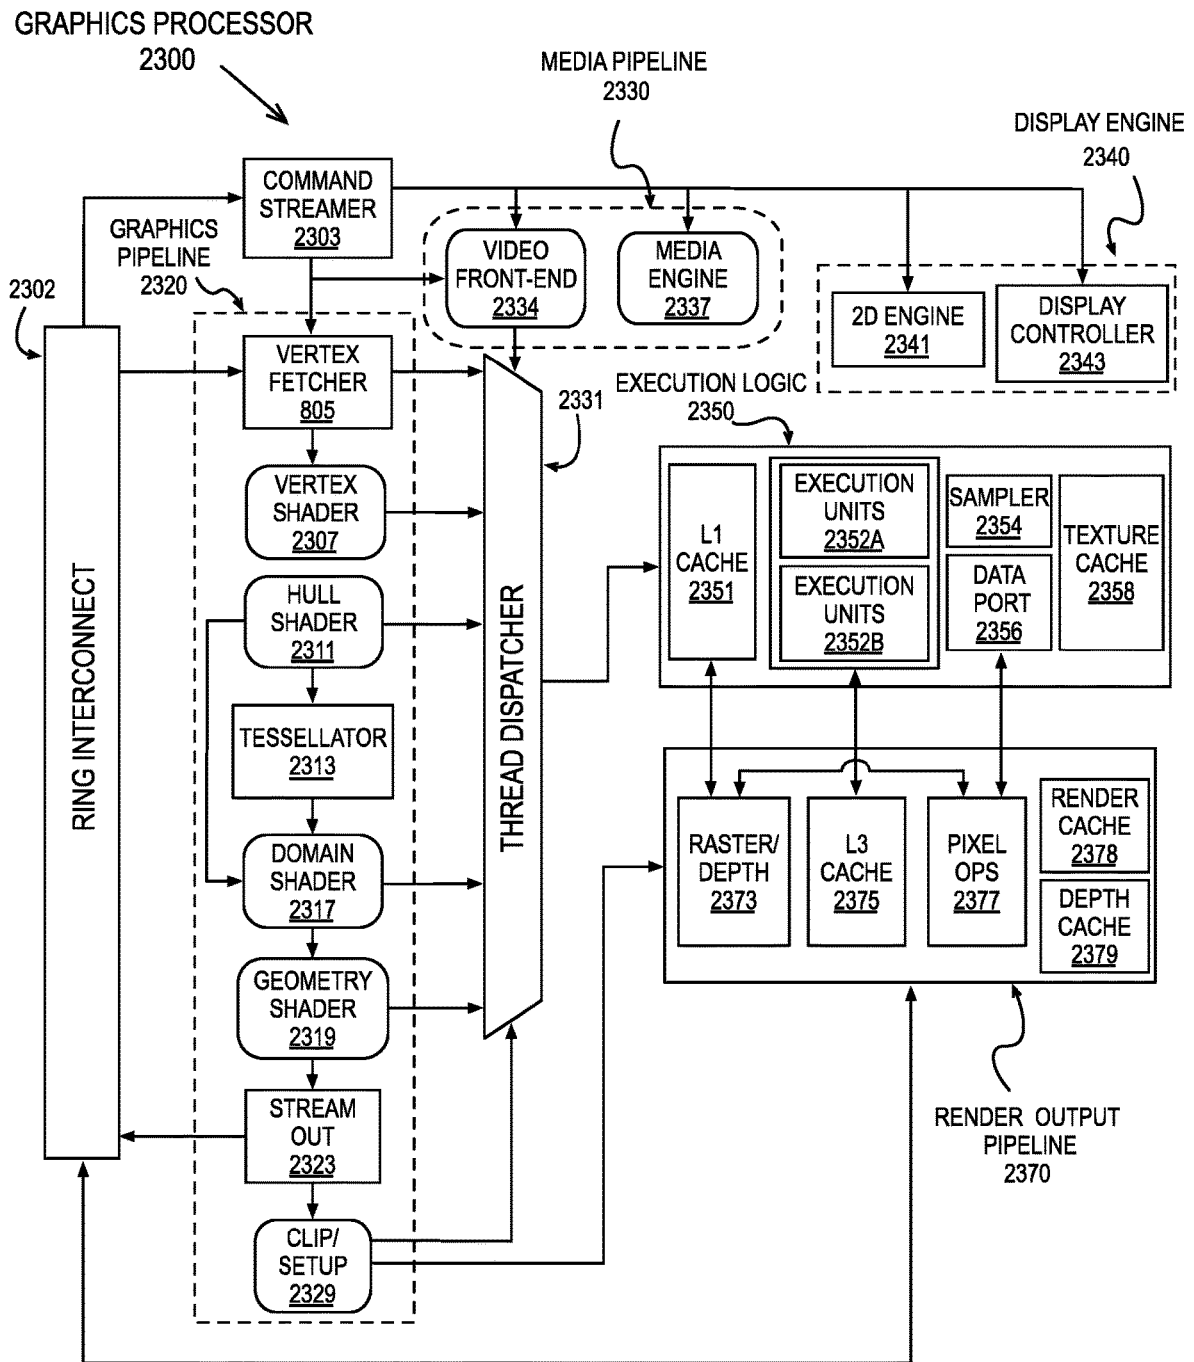 GRAPHICS PROCESSOR
2300
MEDIA PIPELINE
2330
DISPLAY ENGINE
2340
COMMAND
STREAMER
2303
GRAPHICS
PIPELINE
2320
VIDEO
FRONT-END
2334
MEDIA
ENGINE
2337
2D ENGINE
2341
DISPLAY
CONTROLLER
2343
2302
RING INTERCONNECT
VERTEX
FETCHER
805
VERTEX
SHADER
2307
HULL
SHADER
2311
TESSELLATOR
2313
DOMAIN
SHADER
2317
GEOMETRY
SHADER
2319
STREAM
OUT
2323
CLIP/
SETUP
2329
2331
THREAD DISPATCHER
EXECUTION LOGIC
2350
L1
CACHE
2351
EXECUTION
UNITS
2352A
EXECUTION
UNITS
2352B
SAMPLER
2354
DATA
PORT
2356
TEXTURE
CACHE
2358
RASTER/
DEPTH
2373
L3
CACHE
2375
PIXEL
OPS
2377
RENDER
CACHE
2378
DEPTH
CACHE
2379
RENDER OUTPUT
PIPELINE
2370